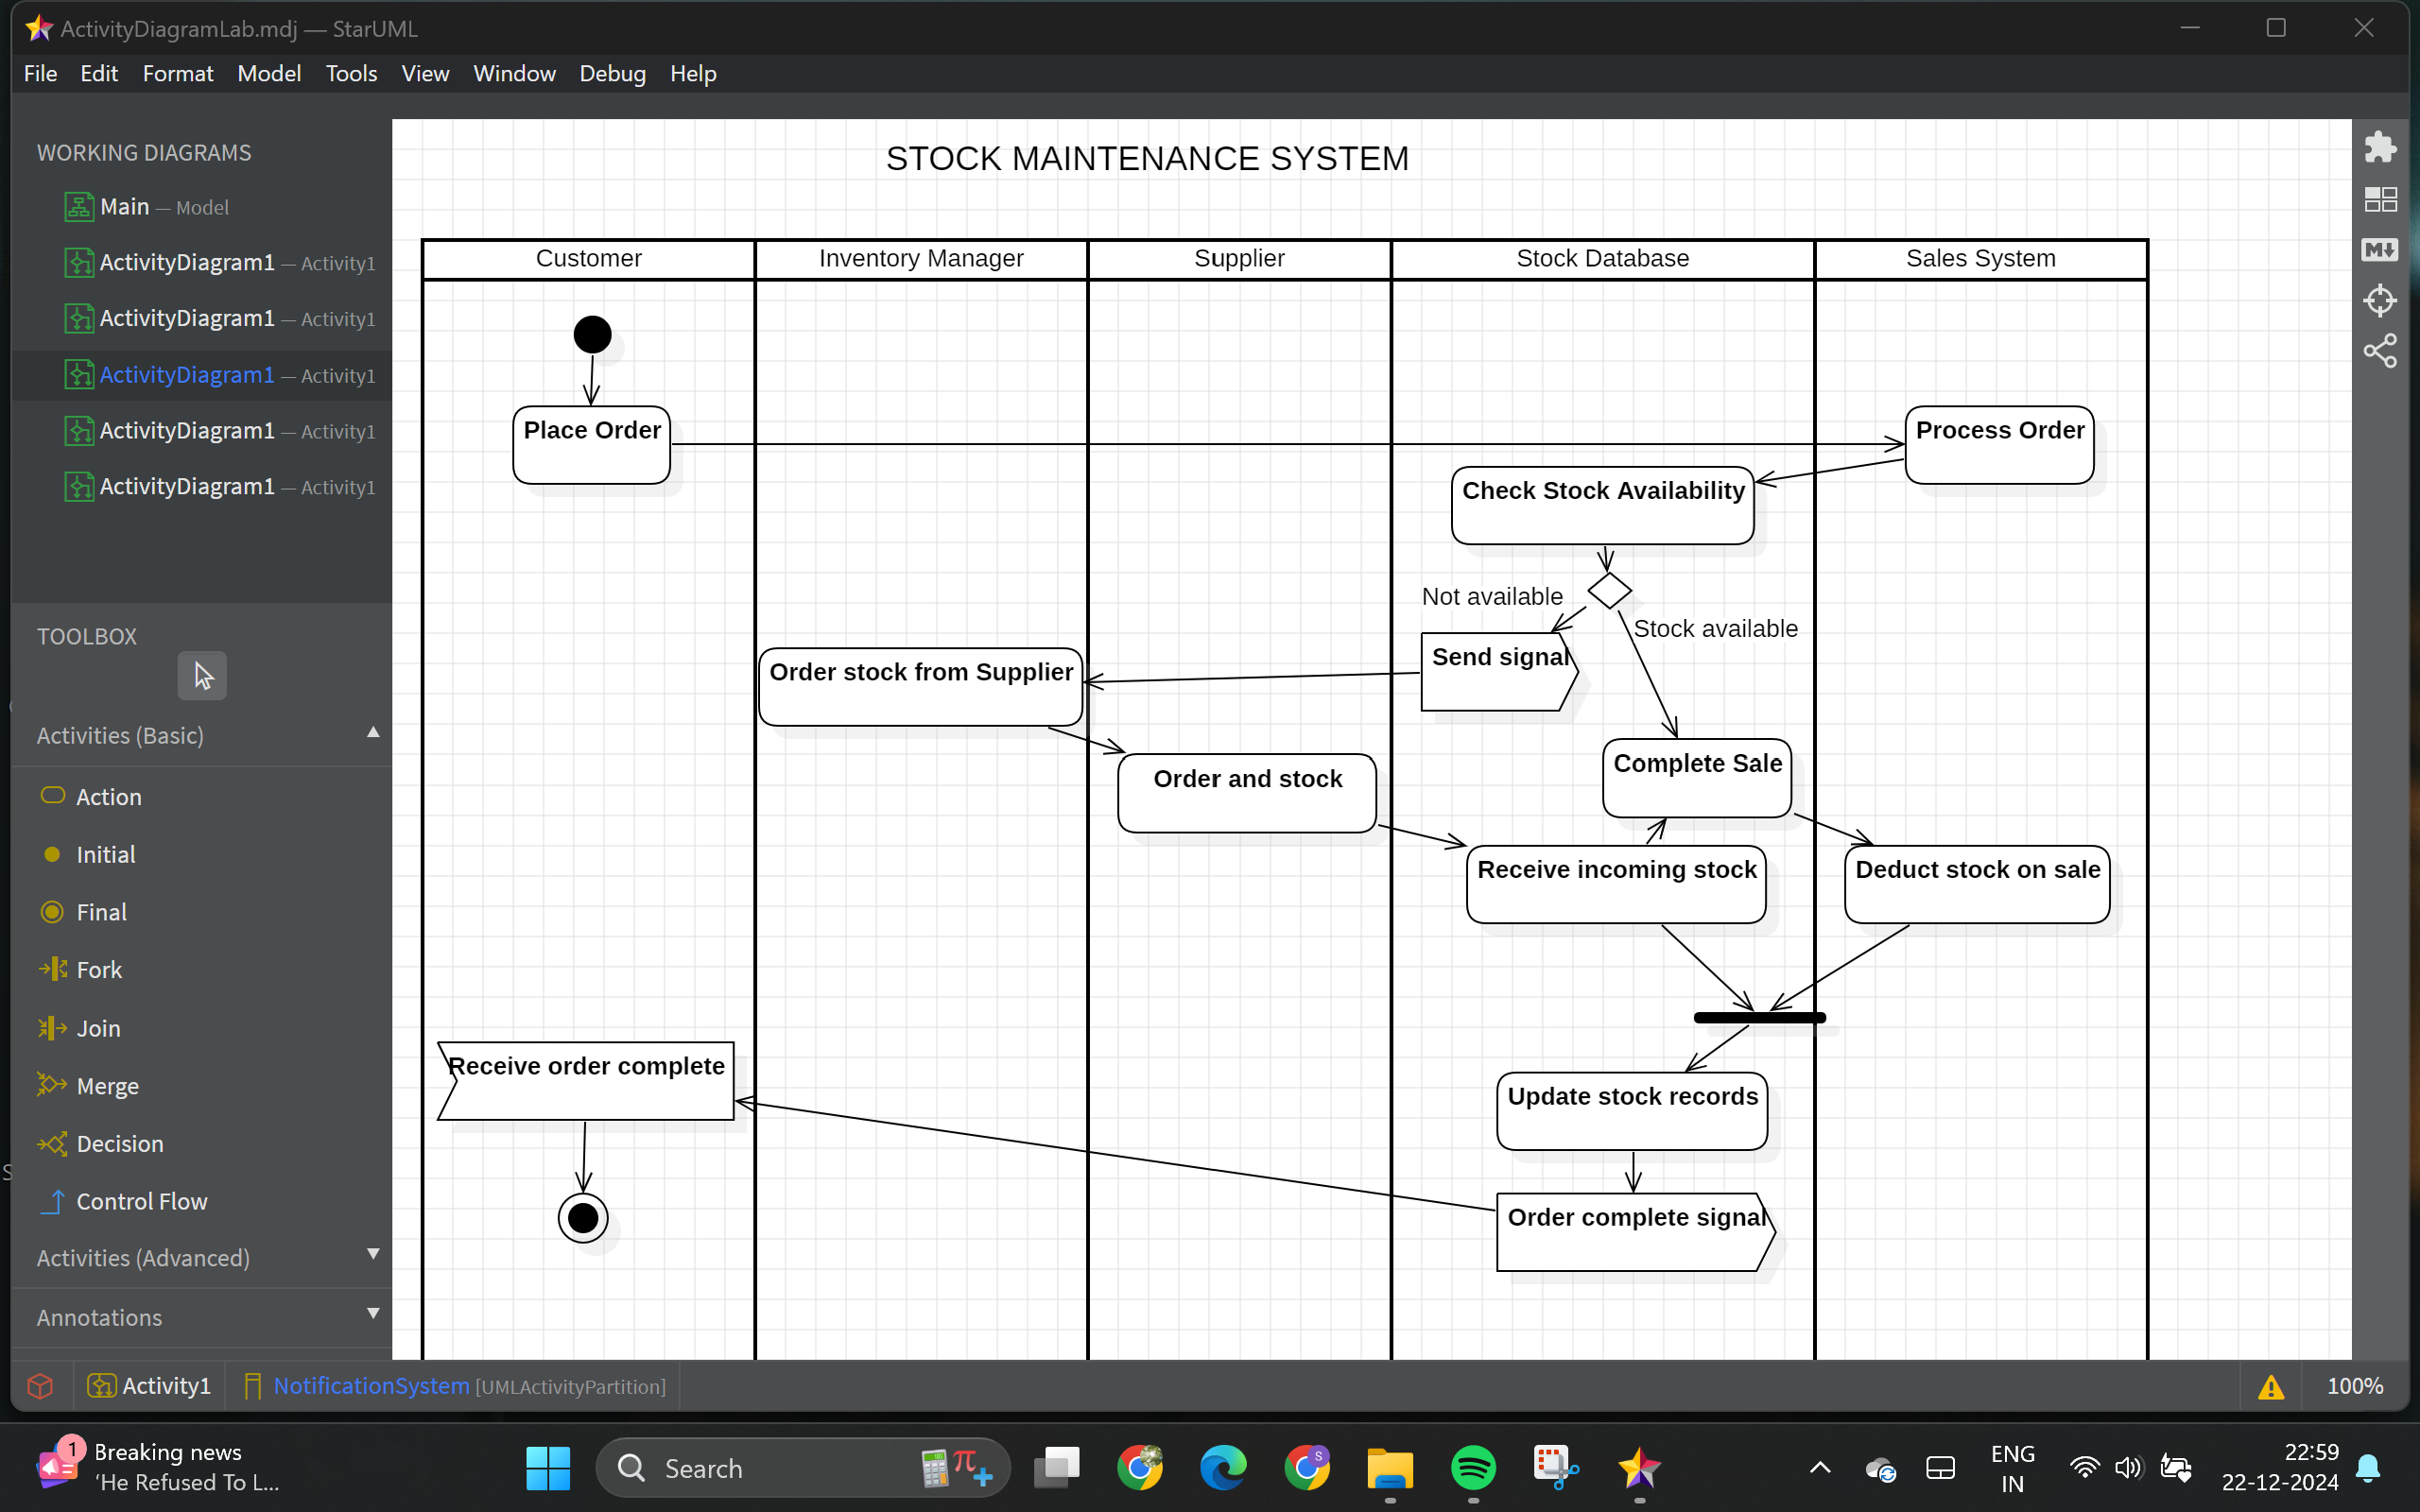 ActivityDiagramLab.mdj — StarUML
File Edit Format Model Tools View Window Debug Help
WORKING DIAGRAMS
Main — Model
ActivityDiagram1 — Activity1
ActivityDiagram1 — Activity1
ActivityDiagram1 — Activity1
ActivityDiagram1 — Activity1
ActivityDiagram1 — Activity1
TOOLBOX
Activities (Basic)
Action
Initial
Final
Fork
Join
Merge
Decision
Control Flow
Activities (Advanced)
Annotations
STOCK MAINTENANCE SYSTEM
Customer Inventory Manager Supplier Stock Database Sales System
Place Order
Process Order
Check Stock Availability
Not available
Stock available
Send signal
Order stock from Supplier
Complete Sale
Order and stock
Receive incoming stock
Deduct stock on sale
Receive order complete
Update stock records
Order complete signal
M
Activity1 NotificationSystem [UMLActivityPartition] 100%
1 Breaking news
‘He Refused To L...
Search
π
S
ENG
IN
22:59
22-12-2024